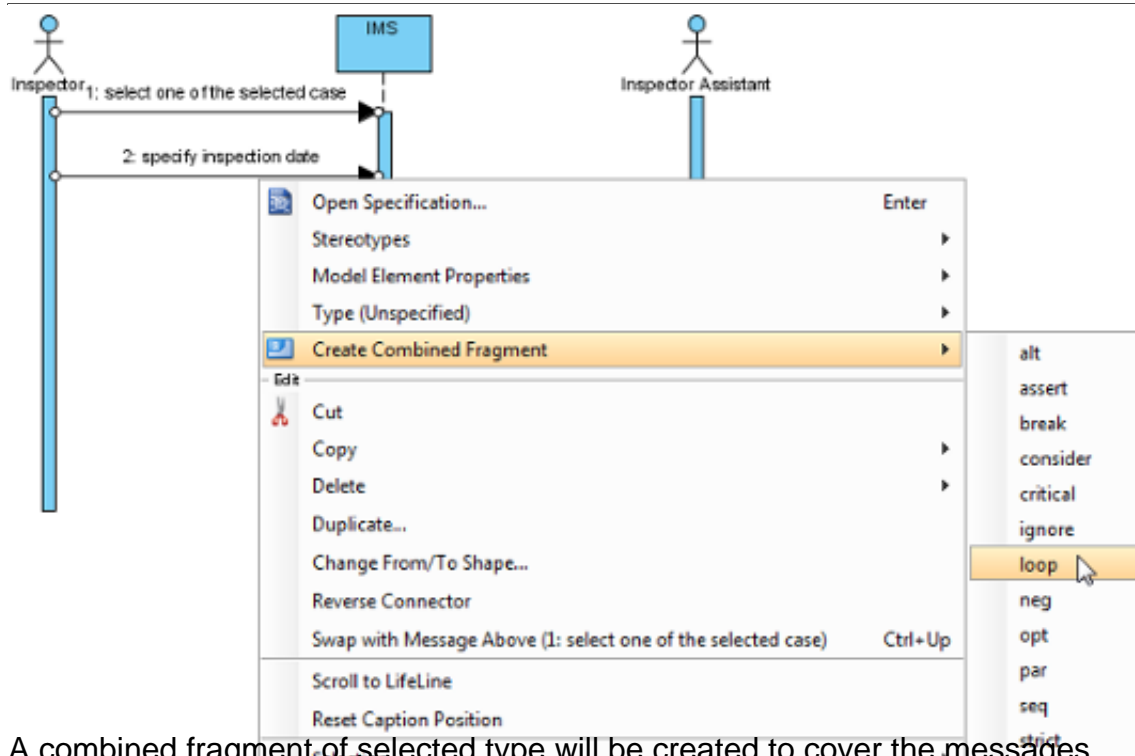 IMS
Inspector
Inspector Assistant
1: select one of the selected case
2: specify inspection date
Open Specification... Enter
Stereotypes
Model Element Properties
Type (Unspecified)
Create Combined Fragment
Edit
Cut
Copy
Delete
Duplicate...
Change From/To Shape...
Reverse Connector
Swap with Message Above (1: select one of the selected case) Ctrl+Up
Scroll to LifeLine
Reset Caption Position
alt
assert
break
consider
critical
ignore
loop
neg
opt
par
seq
strict
A combined fragment of selected type will be created to cover the messages